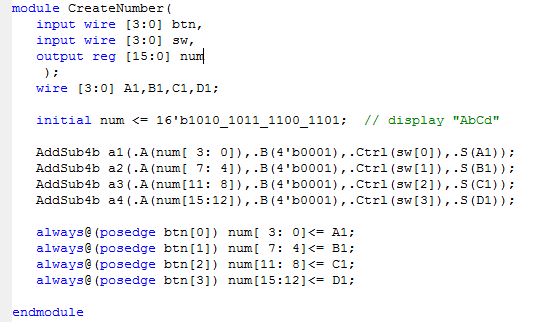 module CreateNumber(
input wire [3:0] btn,
input wire [3:0] sw,
output reg [15:0] num
);
wire [3:0] A1,B1,C1,D1;
initial num <= 16'b1010_1011_1100_1101;  // display "AbCd"
AddSub4b a1(.A(num[ 3: 0]),.B(4'b0001),.Ctrl(sw[0]),.S(A1));
AddSub4b a2(.A(num[ 7: 4]),.B(4'b0001),.Ctrl(sw[1]),.S(B1));
AddSub4b a3(.A(num[11: 8]),.B(4'b0001),.Ctrl(sw[2]),.S(C1));
AddSub4b a4(.A(num[15:12]),.B(4'b0001),.Ctrl(sw[3]),.S(D1));
always@(posedge btn[0]) num[ 3: 0]<= A1;
always@(posedge btn[1]) num[ 7: 4]<= B1;
always@(posedge btn[2]) num[11: 8]<= C1;
always@(posedge btn[3]) num[15:12]<= D1;
endmodule